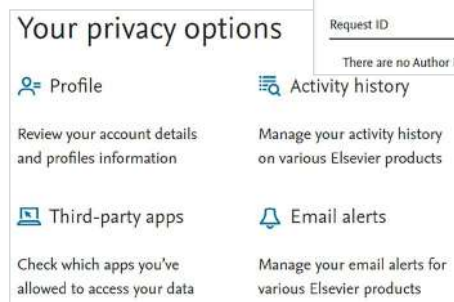 Your privacy options
Request ID
There are no Author
Profile
Review your account details
and profiles information
Activity history
Manage your activity history
on various Elsevier products
Third-party apps
Check which apps you've
allowed to access your data
Email alerts
Manage your email alerts for
various Elsevier products